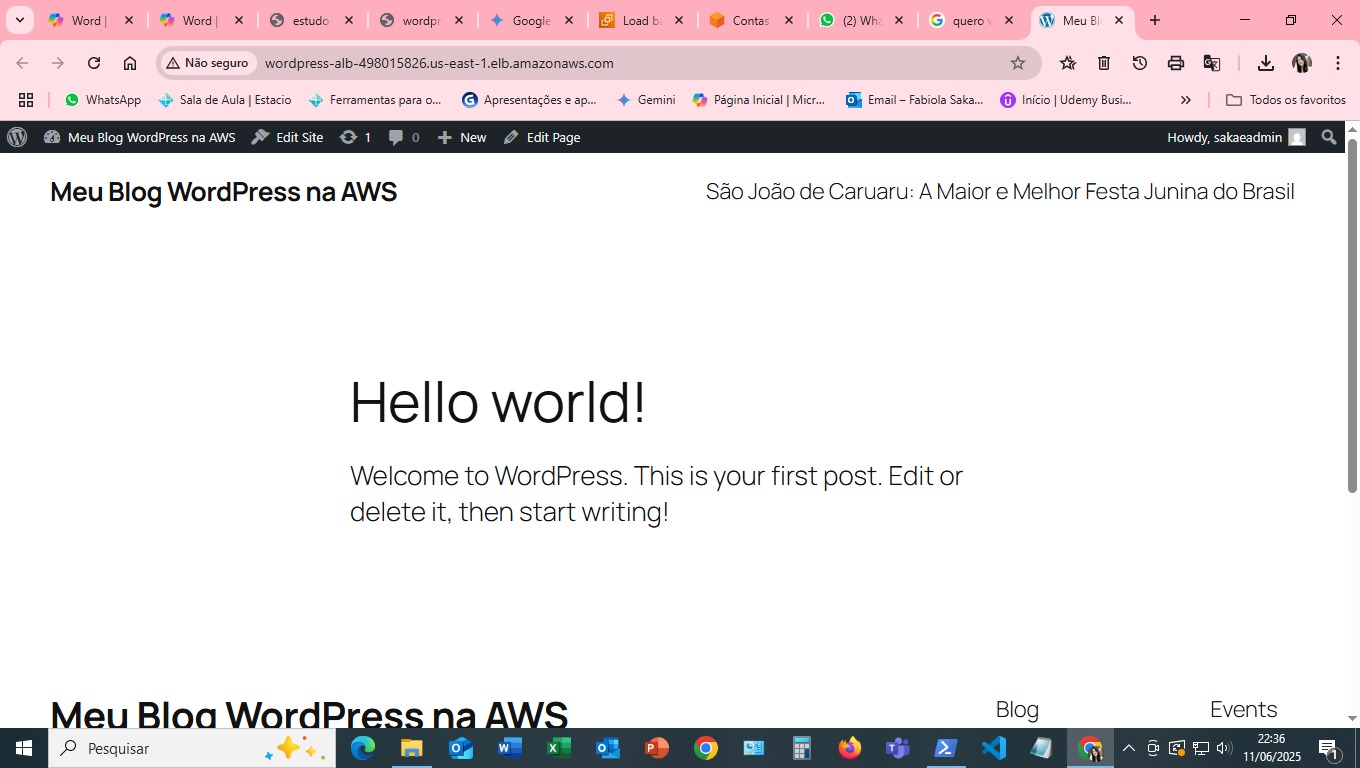 Word |
Word |
estudo
wordpr
Google
Load ba
Contas
(2) Wha
quero v
Meu Bl
Não seguro
wordpress-alb-498015826.us-east-1.elb.amazonaws.com
WhatsApp
Sala de Aula | Estacio
Ferramentas para o...
Apresentações e ap...
Gemini
Página Inicial | Micr...
Email – Fabiola Saka...
Início | Udemy Busi...
Todos os favoritos
Meu Blog WordPress na AWS
Edit Site
1
0
New
Edit Page
Howdy, sakaeadmin
Meu Blog WordPress na AWS
São João de Caruaru: A Maior e Melhor Festa Junina do Brasil
Hello world!
Welcome to WordPress. This is your first post. Edit or
delete it, then start writing!
Meu Blog WordPress na AWS
Blog
Events
Pesquisar
22:36
11/06/2025
1